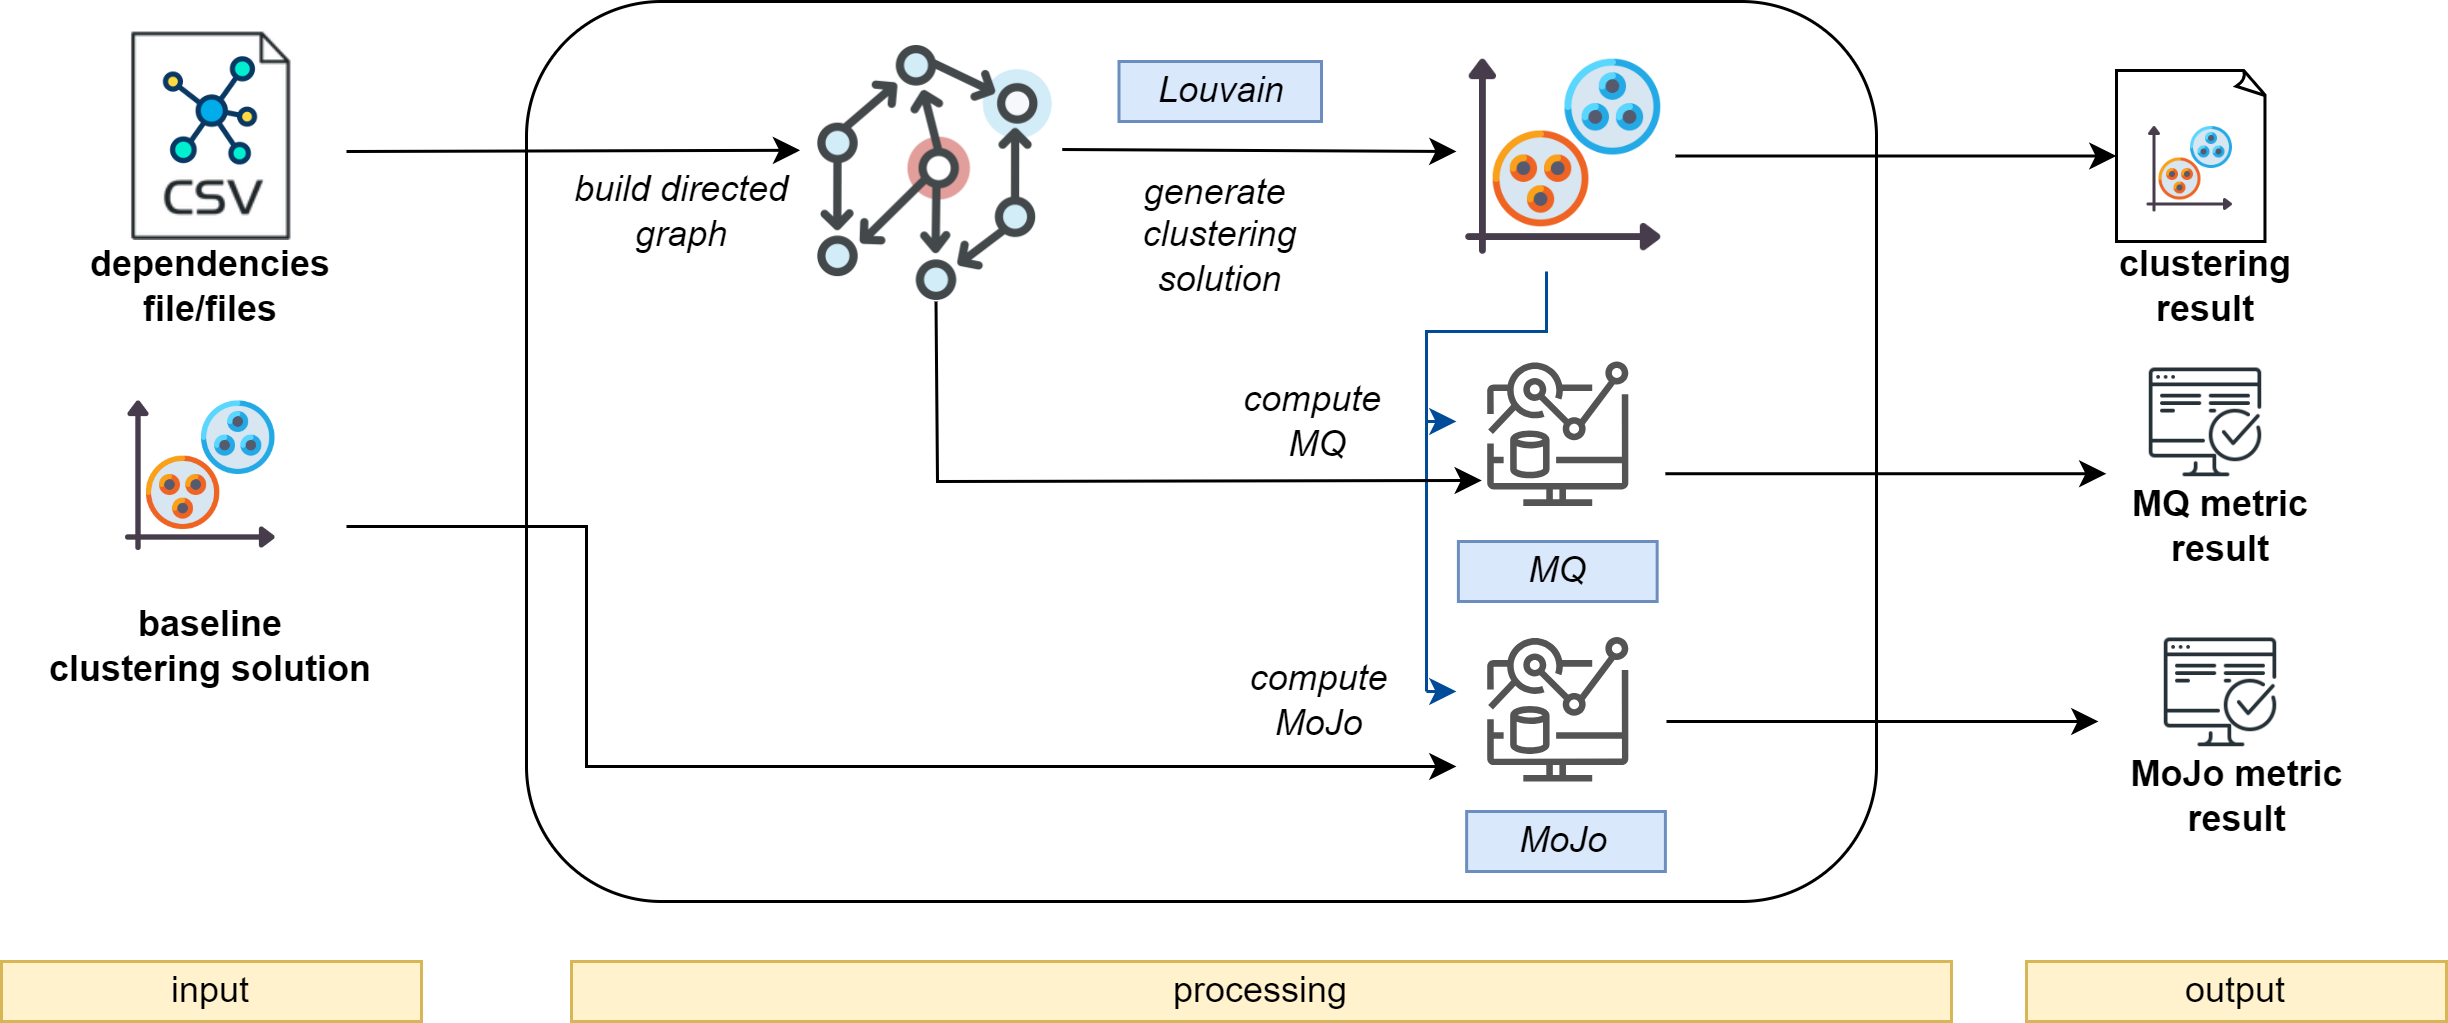 CSV
dependencies
file/files
baseline
clustering solution
build directed
graph
Louvain
generate
clustering
solution
compute
MQ
MQ
compute
MoJo
MoJo
clustering
result
MQ metric
result
MoJo metric
result
input
processing
output